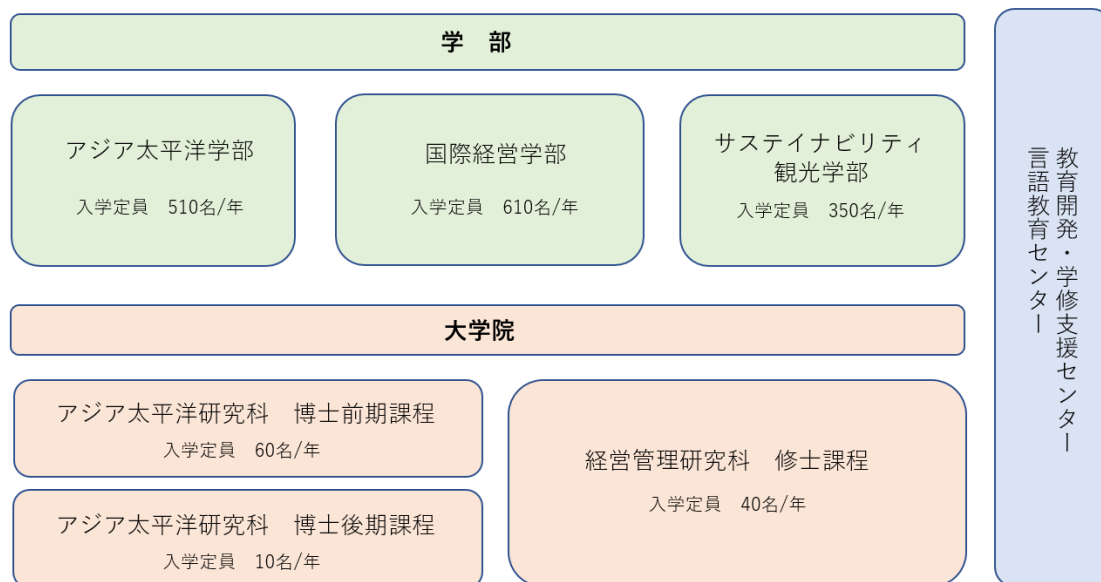 学　部
アジア太平洋学部
入学定員　510名/年
国際経営学部
入学定員　610名/年
サステイナビリティ
観光学部
入学定員　350名/年
大学院
アジア太平洋研究科　博士前期課程
入学定員　60名/年
アジア太平洋研究科　博士後期課程
入学定員　10名/年
経営管理研究科　修士課程
入学定員　40名/年
教育開発・学修支援センター
言語教育センター